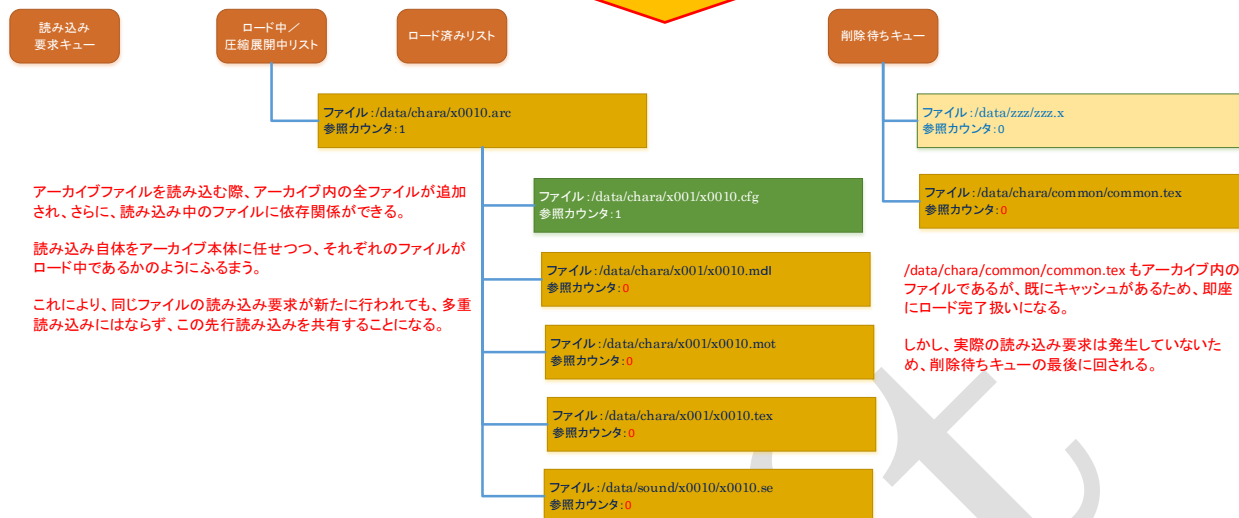 読み込み
要求キュー
ロード中／
圧縮展開中リスト
ロード済みリスト
削除待ちキュー
ファイル:/data/chara/x0010.arc
参照カウンタ:1
ファイル:/data/zzz/zzz.x
参照カウンタ:0
アーカイブファイルを読み込む際、アーカイブ内の全ファイルが追加
され、さらに、読み込み中のファイルに依存関係ができる。
読み込み自体をアーカイブ本体に任せつつ、それぞれのファイルが
ロード中であるかのようにふるまう。
これにより、同じファイルの読み込み要求が新たに行われても、多重
読み込みにはならず、この先行読み込みを共有することになる。
ファイル:/data/chara/x001/x0010.cfg
参照カウンタ:1
ファイル:/data/chara/common/common.tex
参照カウンタ:0
ファイル:/data/chara/x001/x0010.mdl
参照カウンタ:0
ファイル:/data/chara/x001/x0010.mot
参照カウンタ:0
ファイル:/data/chara/x001/x0010.tex
参照カウンタ:0
ファイル:/data/sound/x0010/x0010.se
参照カウンタ:0
/data/chara/common/common.tex もアーカイブ内の
ファイルであるが、既にキャッシュがあるため、即座
にロード完了扱いになる。
しかし、実際の読み込み要求は発生していないた
め、削除待ちキューの最後に回される。